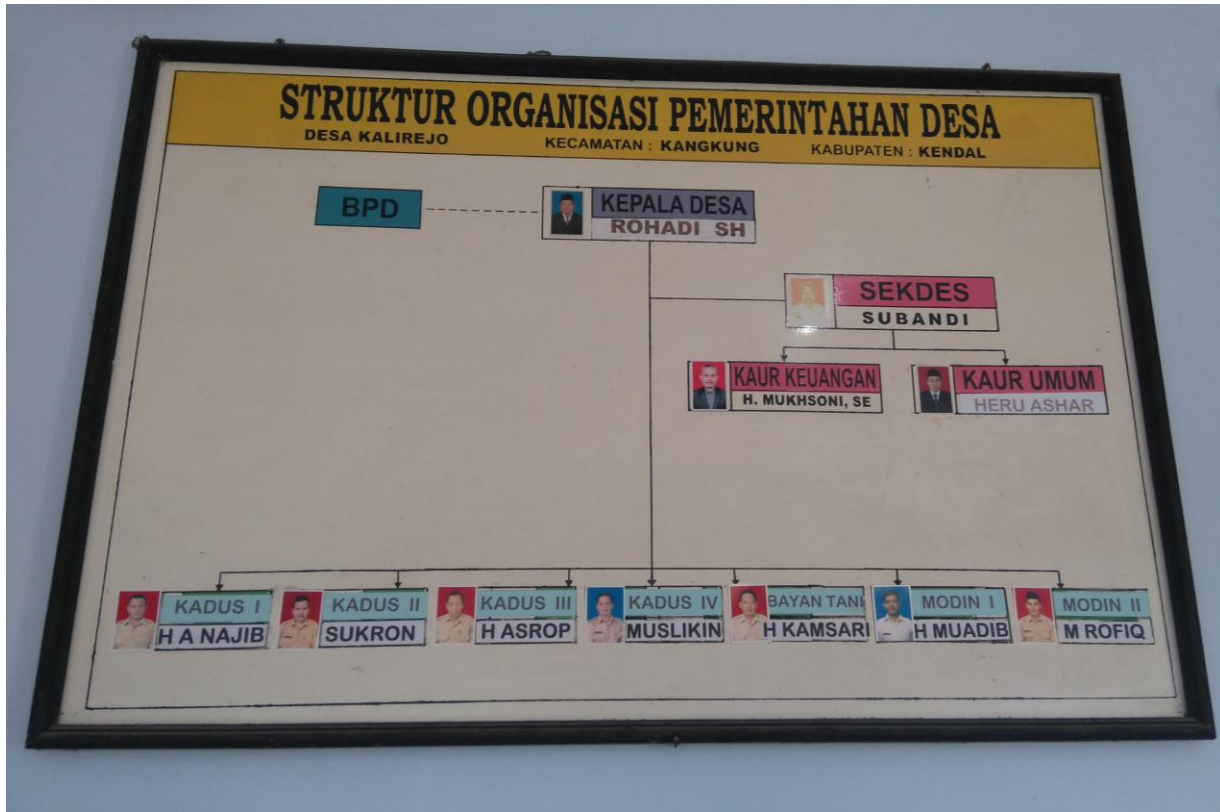 STRUKTUR ORGANISASI PEMERINTAHAN DESA
DESA KALIREJO KECAMATAN : KANGKUNG KABUPATEN : KENDAL
BPD
KEPALA DESA
ROHADI SH
SEKDES
SUBANDI
KAUR KEUANGAN
H. MUKHSONI, SE
KAUR UMUM
HERU ASHAR
KADUS I
H A NAJIB
KADUS II
SUKRON
KADUS III
H ASROP
KADUS IV
MUSLIKIN
BAYAN TANI
H KAMSARI
MODIN I
H MUADIB
MODIN II
M ROFIQ